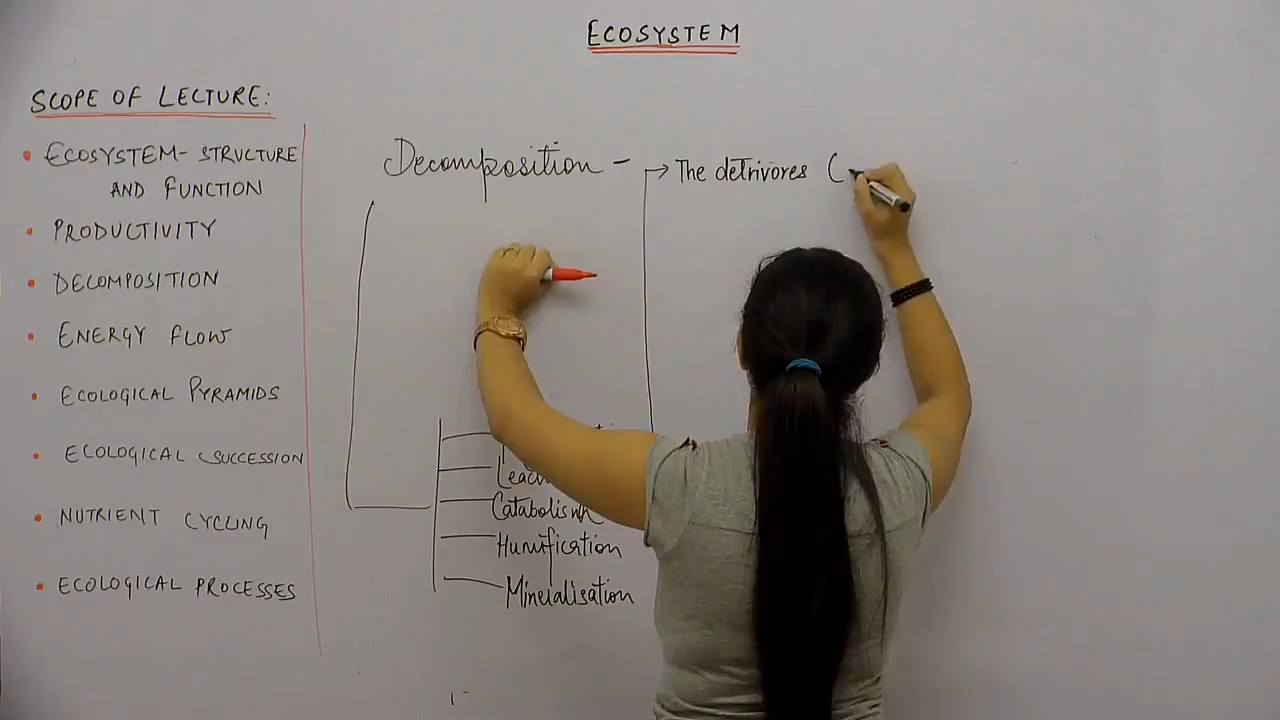 ECOSYSTEM
SCOPE OF LECTURE:
• ECOSYSTEM- STRUCTURE
AND FUNCTION
• PRODUCTIVITY
• DECOMPOSITION
• ENERGY FLOW
• ECOLOGICAL PYRAMIDS
• ECOLOGICAL SUCCESSION
• NUTRIENT CYCLING
• ECOLOGICAL PROCESSES
Decomposition -
→ The detrivores (
Catabolism
Humification
Mineralisation